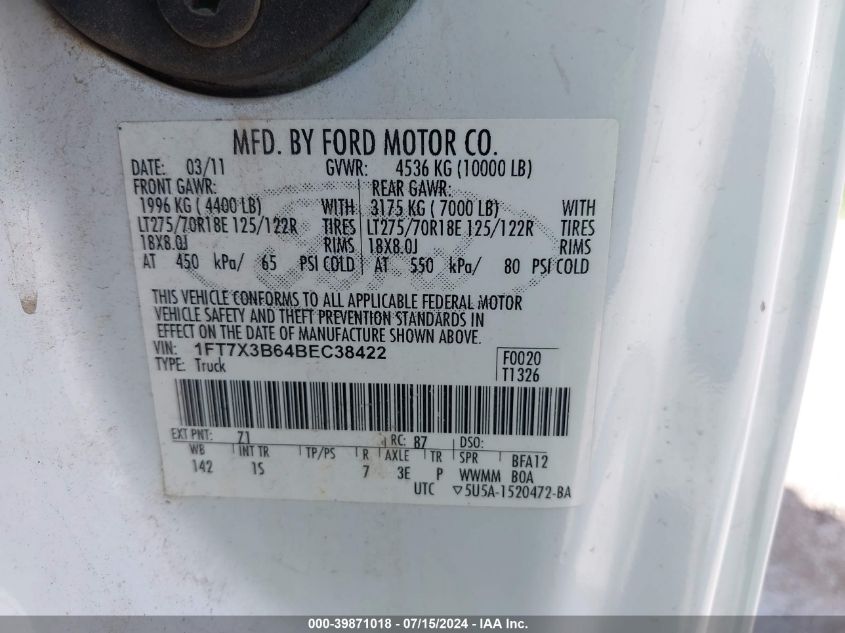 MFD. BY FORD MOTOR CO.
DATE: 03/11 GVWR: 4536 KG (10000 LB)
FRONT GAWR: REAR GAWR:
1996 KG ( 4400 LB) WITH 3175 KG ( 7000 LB) WITH
LT275/70R18E 125/122R TIRES LT275/70R18E 125/122R TIRES
18X8.0J RIMS 18X8.0J RIMS
AT 450 kPa/ 65 PSI COLD AT 550 kPa/ 80 PSI COLD
THIS VEHICLE CONFORMS TO ALL APPLICABLE FEDERAL MOTOR
VEHICLE SAFETY AND THEFT PREVENTION STANDARDS IN
EFFECT ON THE DATE OF MANUFACTURE SHOWN ABOVE.
VIN: 1FT7X3B64BEC38422 F0020
TYPE: Truck T1326
EXT PNT: Z1 RC: 87 DSO:
WB INT TR TP/PS R AXLE TR SPR BFA12
142 1S 7 3E P WWMM BOA
UTC ▽5U5A-1520472-BA
000-39871018 - 07/15/2024 - IAAI Inc.